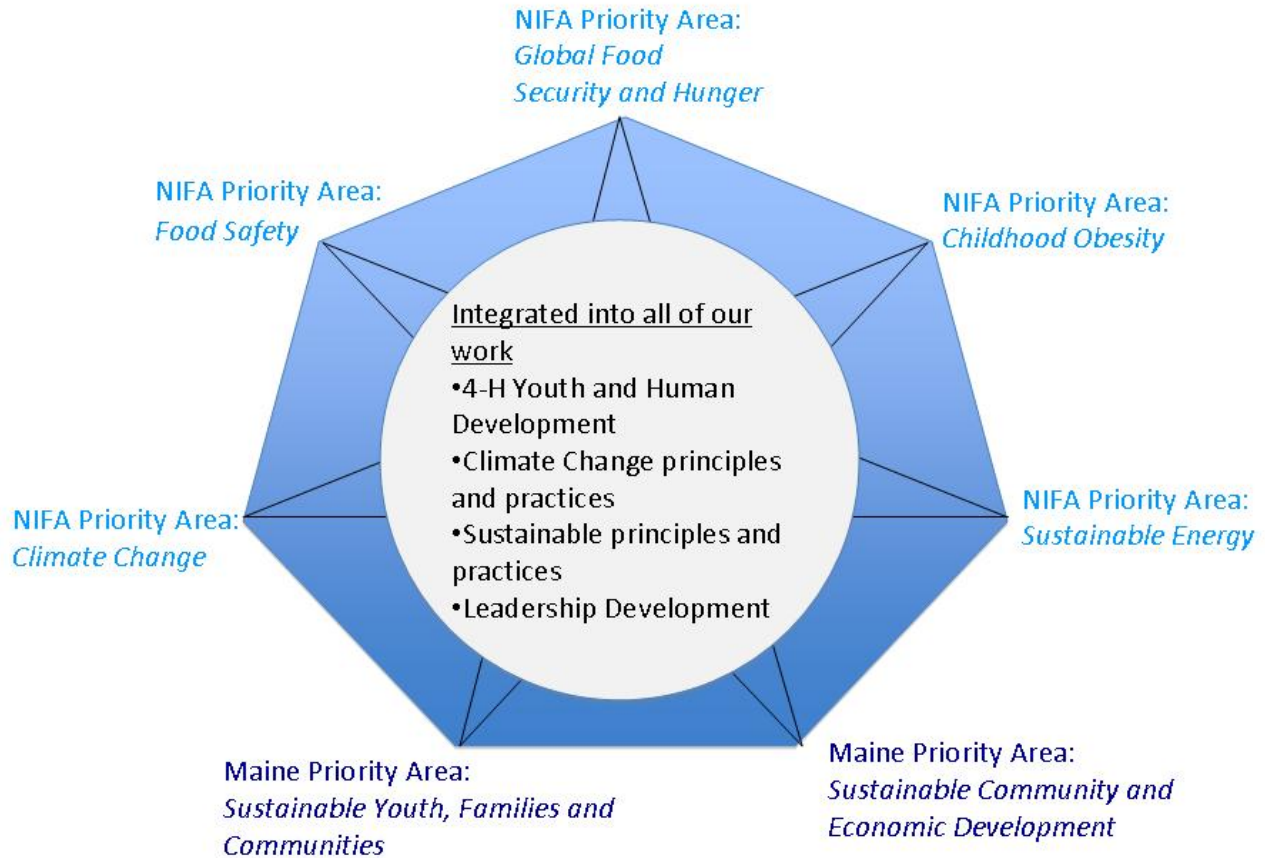 NIFA Priority Area:
Global Food
Security and Hunger
NIFA Priority Area:
Food Safety
NIFA Priority Area:
Childhood Obesity
Integrated into all of our
work
•4-H Youth and Human
Development
•Climate Change principles
and practices
•Sustainable principles and
practices
•Leadership Development
NIFA Priority Area:
Climate Change
NIFA Priority Area:
Sustainable Energy
Maine Priority Area:
Sustainable Youth, Families and
Communities
Maine Priority Area:
Sustainable Community and
Economic Development